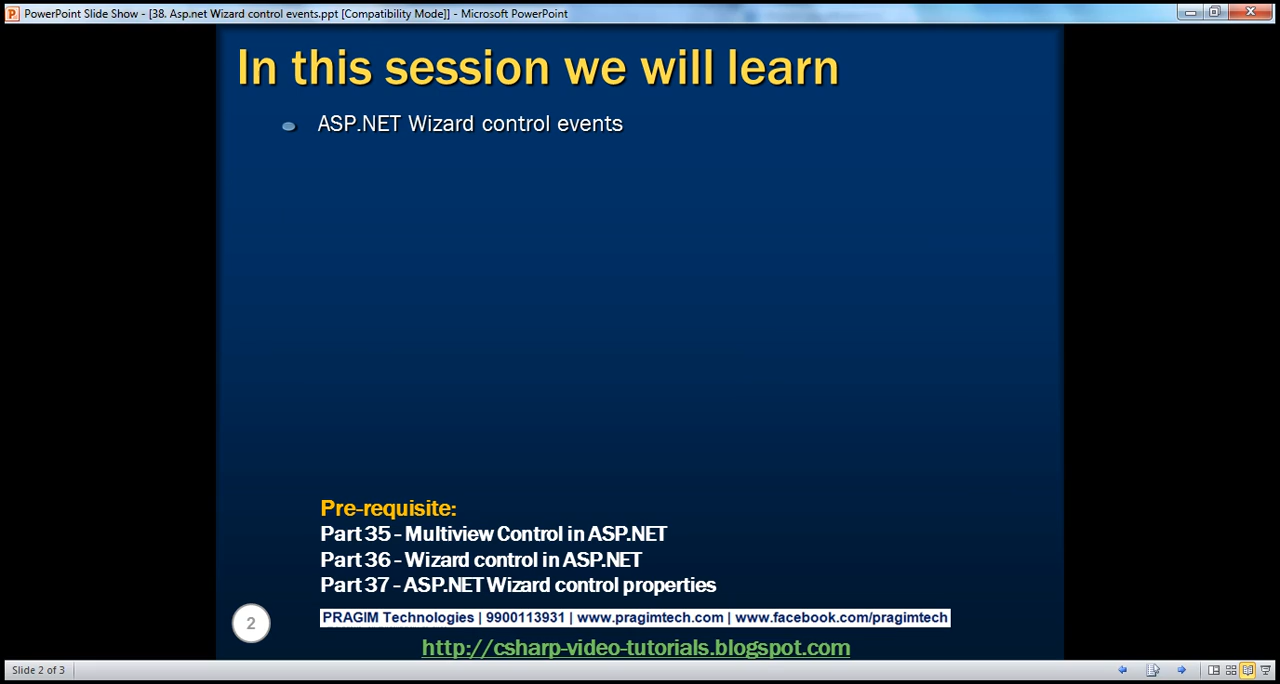 PowerPoint Slide Show - [38. Asp.net Wizard control events.ppt [Compatibility Mode]] - Microsoft PowerPoint
In this session we will learn
ASP.NET Wizard control events
Pre-requisite:
Part 35 - Multiview Control in ASP.NET
Part 36 - Wizard control in ASP.NET
Part 37 - ASP.NET Wizard control properties
2
PRAGIM Technologies | 9900113931 | www.pragimtech.com | www.facebook.com/pragimtech
http://csharp-video-tutorials.blogspot.com
Slide 2 of 3